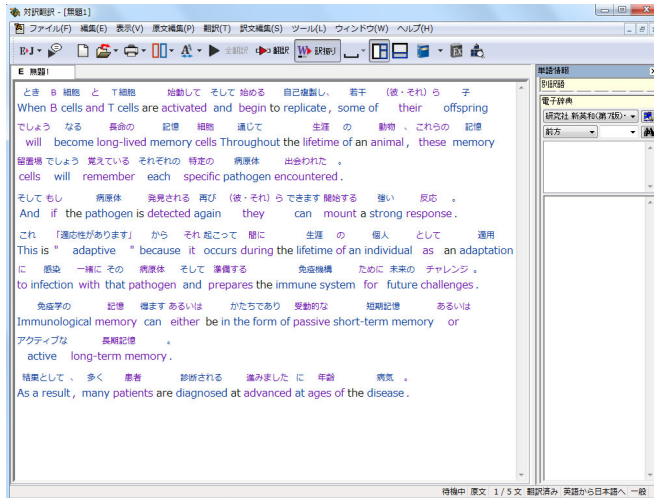 対訳翻訳 - [無題1]
ファイル(F) 編集(E) 表示(V) 原文編集(P) 翻訳(T) 訳文編集(S) ツール(L) ウィンドウ(W) ヘルプ(H)
全翻訳 翻訳 訳振り
E 無題1
とき B 細胞 と T細胞 始動して そして 始める 自己複製し、 若干 (彼・それ)ら 子
When B cells and T cells are activated and begin to replicate, some of their offspring
でしょう なる 長命の 記憶 細胞 通じて 生涯 の 動物 、 これらの 記憶
will become long-lived memory cells Throughout the lifetime of an animal, these memory
留置場 でしょう 覚えている それぞれの 特定の 病原体 出会われた 。
cells will remember each specific pathogen encountered.
そして もし 病原体 発見される 再び (彼・それ)ら できます 開始する 強い 反応 。
And if the pathogen is detected again they can mount a strong response.
これ 「適応性があります」 から それ 起こって 間に 生涯 の 個人 として 適用
This is " adaptive " because it occurs during the lifetime of an individual as an adaptation
に 感染 一緒に その 病原体 そして 準備する 免疫機構 ために 未来の チャレンジ 。
to infection with that pathogen and prepares the immune system for future challenges.
免疫学の 記憶 得ます あるいは かたちであり 受動的な 短期記憶 あるいは
Immunological memory can either be in the form of passive short-term memory or
アクティブな 長期記憶 。
active long-term memory.
結果として 、 多く 患者 診断される 進みました に 年齢 病気 。
As a result, many patients are diagnosed at advanced at ages of the disease.
単語情報
別訳語
電子辞典
研究社 新英和(第7版)
前方
待機中 原文 1/5文 翻訳済み 英語から日本語へ 一般